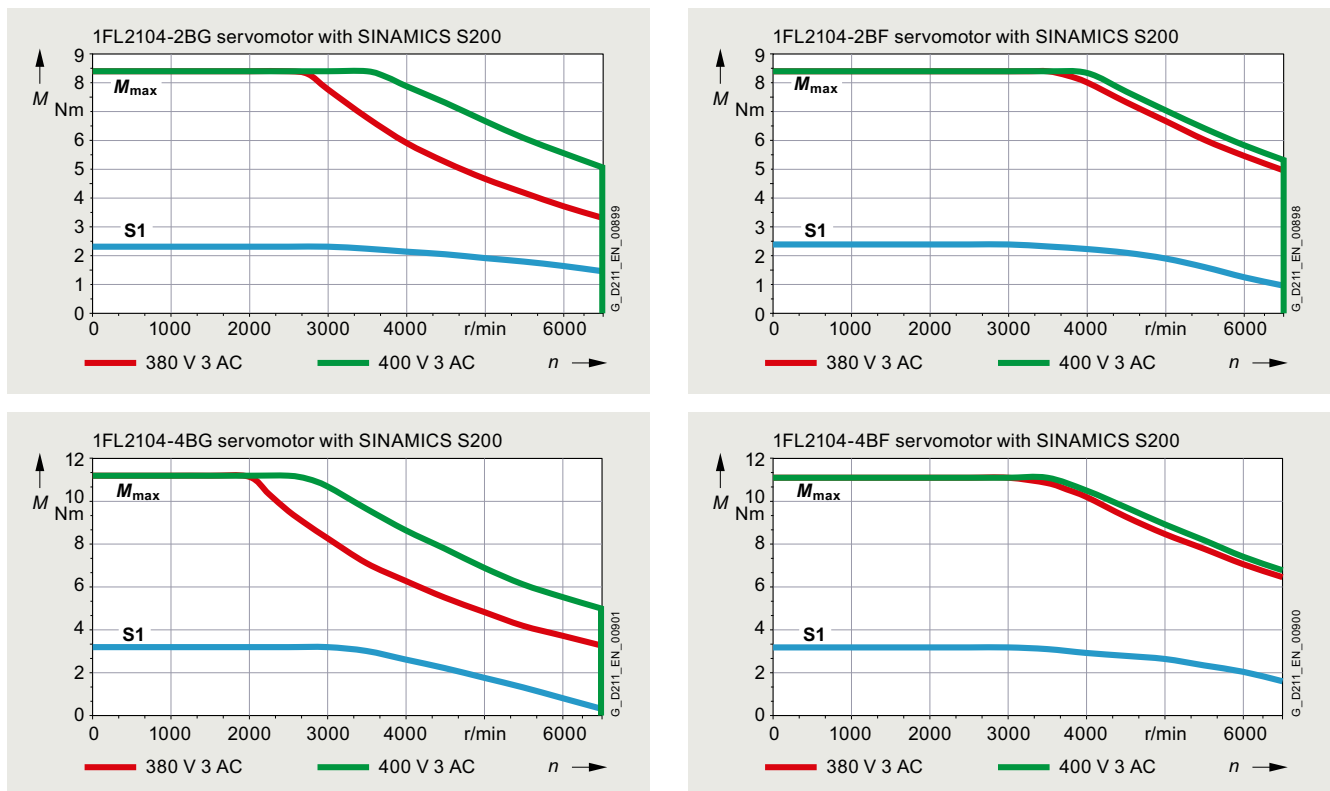 1FL2104-2BG servomotor with SINAMICS S200
9
8
M
Nm
6
5
4
3
2
1
0
Mmax
S1
0 1000 2000 3000 4000 r/min 6000
380 V 3 AC 400 V 3 AC n
G_D211_EN_00899
1FL2104-2BF servomotor with SINAMICS S200
9
8
M
Nm
6
5
4
3
2
1
0
Mmax
S1
0 1000 2000 3000 4000 r/min 6000
380 V 3 AC 400 V 3 AC n
G_D211_EN_00898
1FL2104-4BG servomotor with SINAMICS S200
12
10
M
Nm
8
6
4
2
0
Mmax
S1
0 1000 2000 3000 4000 r/min 6000
380 V 3 AC 400 V 3 AC n
G_D211_EN_00901
1FL2104-4BF servomotor with SINAMICS S200
12
10
M
Nm
8
6
4
2
0
Mmax
S1
0 1000 2000 3000 4000 r/min 6000
380 V 3 AC 400 V 3 AC n
G_D211_EN_00900